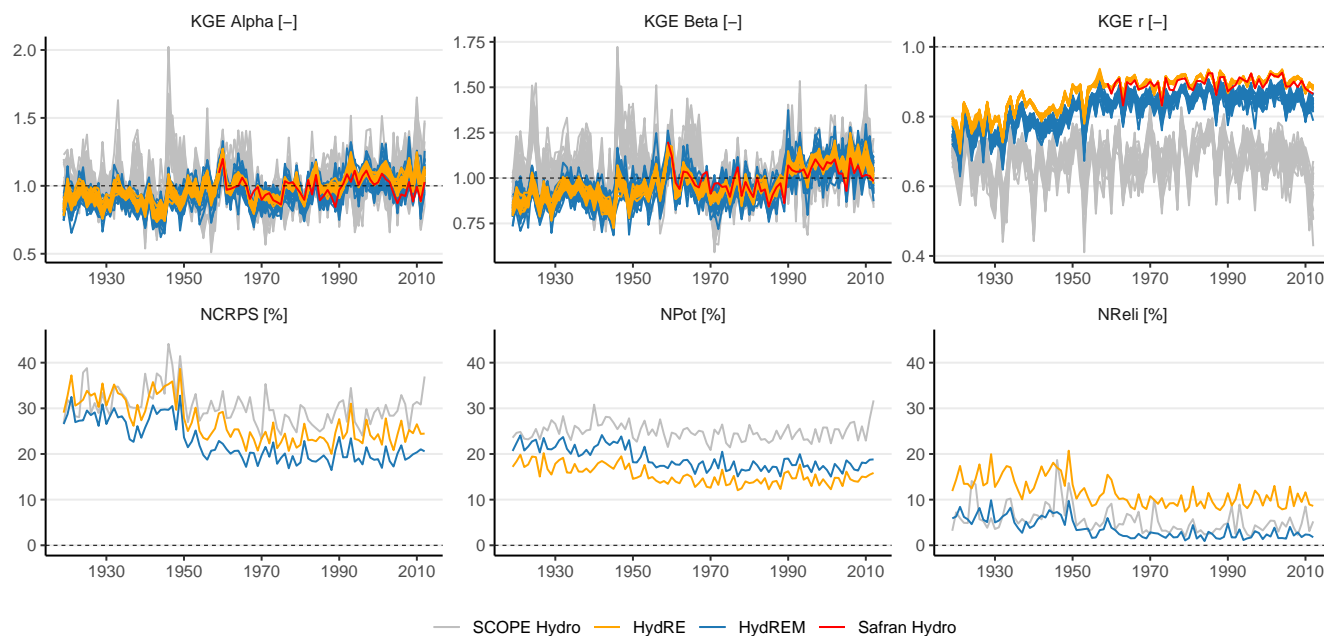 KGE Alpha [−]
KGE Beta [−]
KGE r [−]
2.0
1.5
1.0
0.5
1930 1950 1970 1990 2010
1.75
1.50
1.25
1.00
0.75
1930 1950 1970 1990 2010
1.0
0.8
0.6
0.4
1930 1950 1970 1990 2010
NCRPS [%]
NPot [%]
NReli [%]
40
30
20
10
0
1930 1950 1970 1990 2010
40
30
20
10
0
1930 1950 1970 1990 2010
40
30
20
10
0
1930 1950 1970 1990 2010
SCOPE Hydro HydRE HydREM Safran Hydro